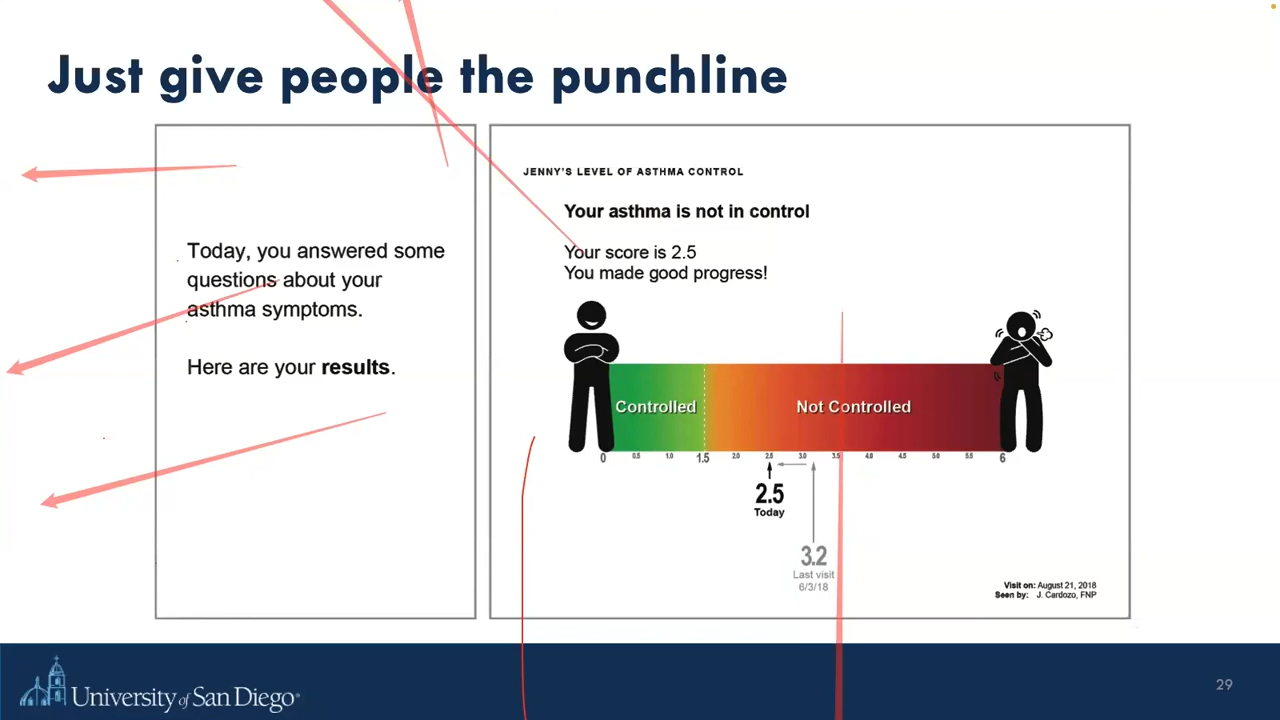 Just give people the punchline
Today, you answered some
questions about your
asthma symptoms.
Here are your results.
JENNY'S LEVEL OF ASTHMA CONTROL
Your asthma is not in control
Your score is 2.5
You made good progress!
Controlled
Not Controlled
0 0.5 1.0 1.5 2.0 2.5 3.0 3.5 4.0 4.5 5.0 5.5 6
2.5
Today
3.2
Last visit
6/3/18
Visit on: August 21, 2018
Seen by: J. Cardozo, FNP
University of San Diego®
29